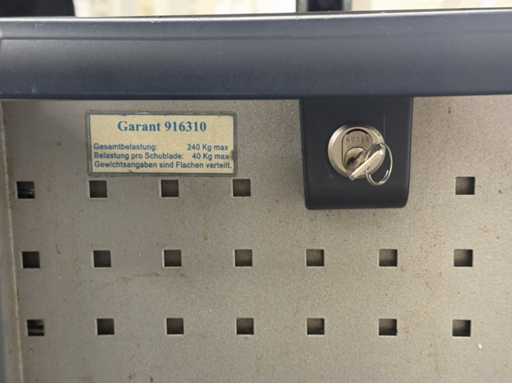 Garant 916310
Gesamtbelastung: 240 Kg max
Belastung pro Schublade: 40 Kg max
Gewichtsangaben sind Flächen verteilt.